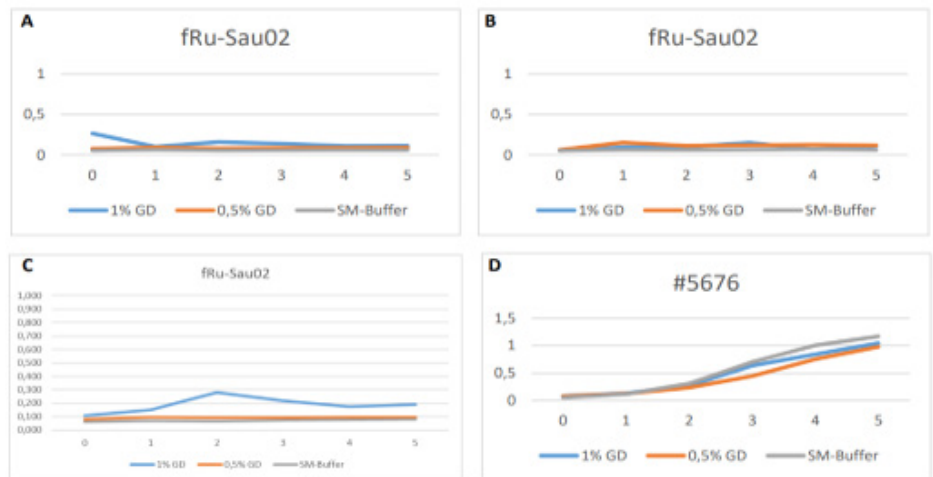 A
fRu-Sau02
1
0,5
0
0 1 2 3 4 5
1% GD 0,5% GD SM-Buffer
B
fRu-Sau02
1
0,5
0
0 1 2 3 4 5
1% GD 0,5% GD SM-Buffer
C
fRu-Sau02
1,000
0,900
0,800
0,700
0,600
0,500
0,400
0,300
0,200
0,100
0,000
0 1 2 3 4 5
1% GD 0,5% GD SM-Buffer
D
#5676
1,5
1
0,5
0
0 1 2 3 4 5
1% GD 0,5% GD SM-Buffer